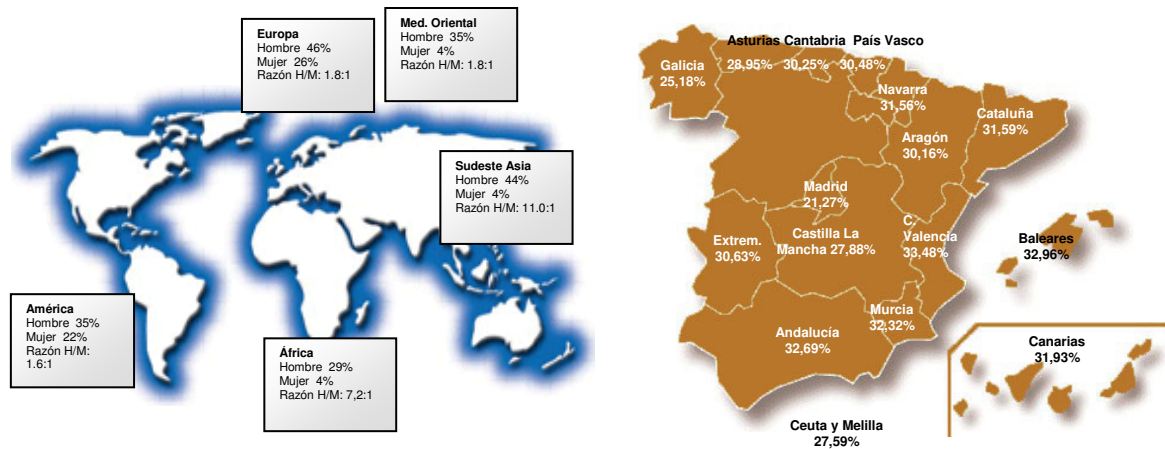 Europa
Hombre 46%
Mujer 26%
Razón H/M: 1.8:1
Med. Oriental
Hombre 35%
Mujer 4%
Razón H/M: 1.8:1
Sudeste Asia
Hombre 44%
Mujer 4%
Razón H/M: 11.0:1
América
Hombre 35%
Mujer 22%
Razón H/M:
1.6:1
África
Hombre 29%
Mujer 4%
Razón H/M: 7,2:1
Asturias Cantabria País Vasco
28,95% 30,25% 30,48%
Galicia
25,18%
Navarra
31,56%
Cataluña
31,59%
Aragón
30,16%
Madrid
21,27%
Extrem.
30,63%
Castilla La
Mancha 27,88%
C.
Valencia
33,48%
Baleares
32,96%
Murcia
32,32%
Andalucía
32,69%
Canarias
31,93%
Ceuta y Melilla
27,59%